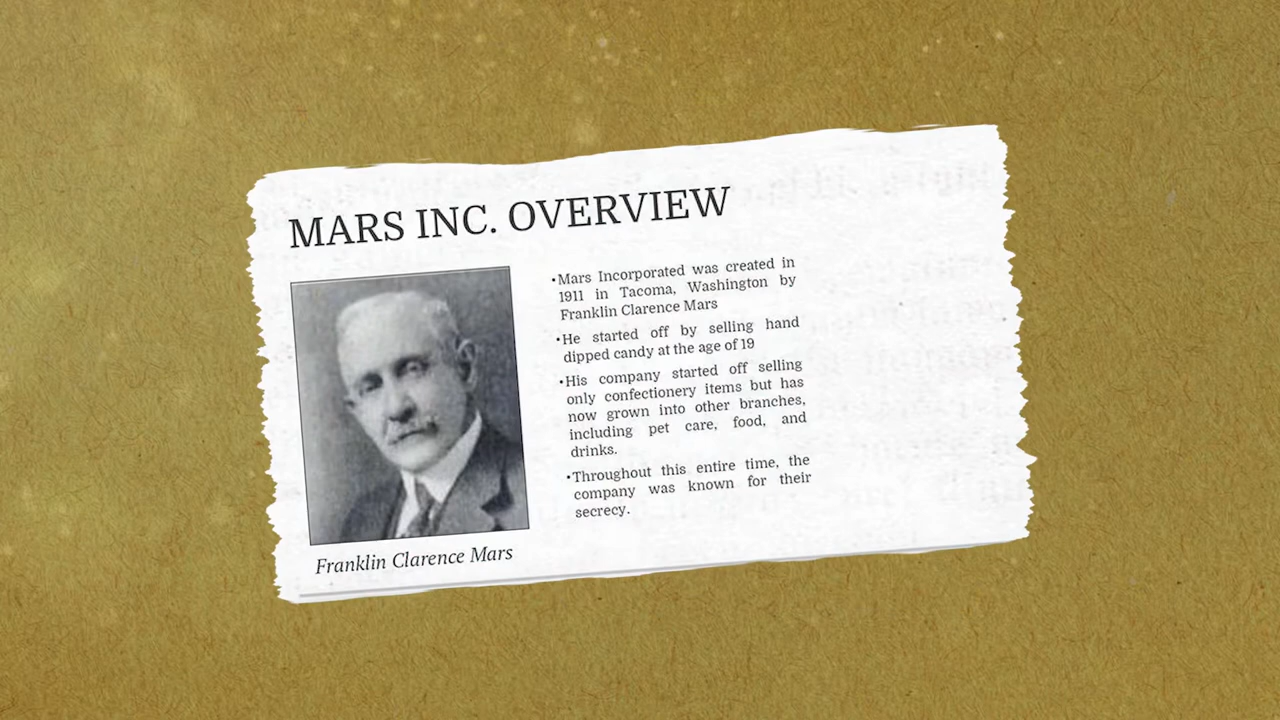 MARS INC. OVERVIEW
•Mars Incorporated was created in
1911 in Tacoma, Washington by
Franklin Clarence Mars
•He started off by selling hand
dipped candy at the age of 19
•His company started off selling
only confectionery items but has
now grown into other branches,
including pet care, food, and
drinks.
•Throughout this entire time, the
company was known for their
secrecy.
Franklin Clarence Mars